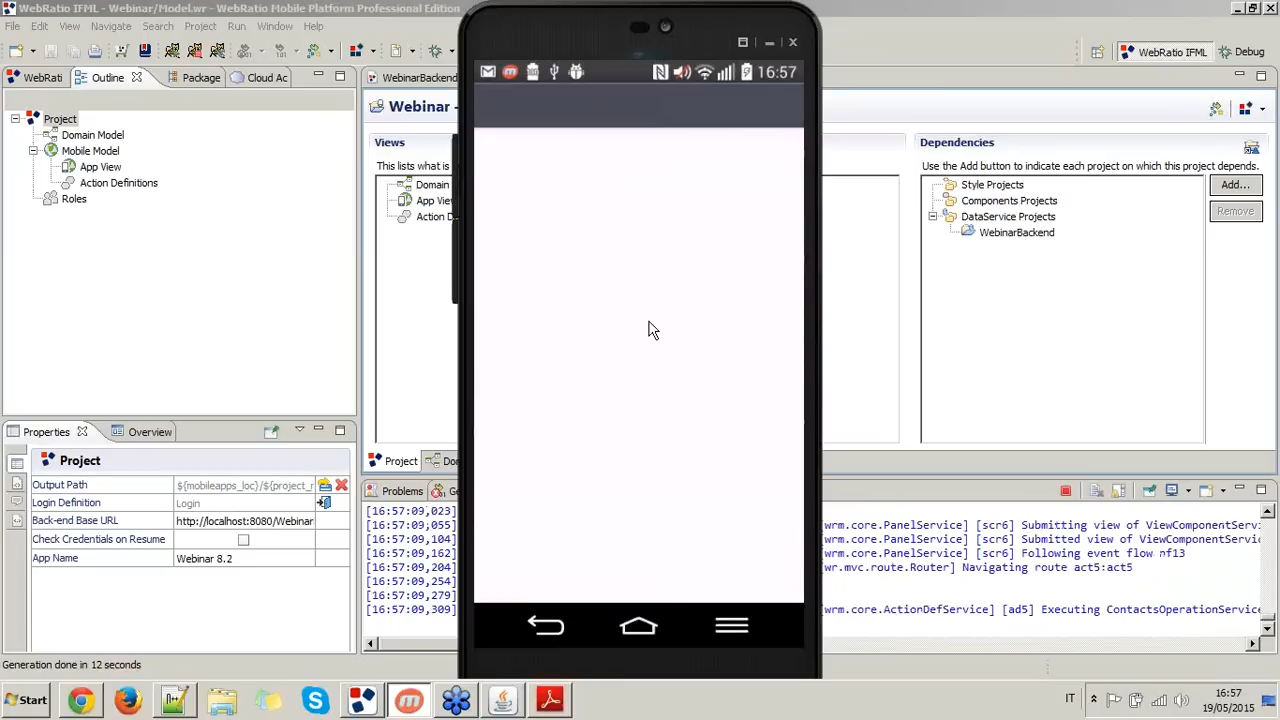 WebRatio IFML - Webinar/Model.wr - WebRatio Mobile Platform Professional Edition
File Edit View Navigate Search Project Run Window Help
WebRatio IFML
Debug
WebRati
Outline
Package
Cloud Ac
WebinarBackend
Project
Domain Model
Mobile Model
App View
Action Definitions
Roles
Webinar -
Views
This lists what is
Domain
App View
Action D
Dependencies
Use the Add button to indicate each project on which this project depends.
Style Projects
Components Projects
DataService Projects
WebinarBackend
Add...
Remove
16:57
Properties
Overview
Project
Output Path ${mobileapps_loc}/${project_r
Login Definition Login
Back-end Base URL http://localhost:8080/Webinar
Check Credentials on Resume
App Name Webinar 8.2
Project
Problems
[16:57:09,023]
[16:57:09,055] [wrm.core.PanelService] [scr6] Submitting view of ViewComponentServi
[16:57:09,104] [wrm.core.PanelService] [scr6] Submitted view of ViewComponentServic
[16:57:09,162] [wrm.core.PanelService] [scr6] Following event flow nf13
[16:57:09,204] [wr.mvc.route.Router] Navigating route act5:act5
[16:57:09,254]
[16:57:09,279]
[16:57:09,309] [wrm.core.ActionDefService] [ad5] Executing ContactsOperationService
Generation done in 12 seconds
Start
IT
16:57
19/05/2015